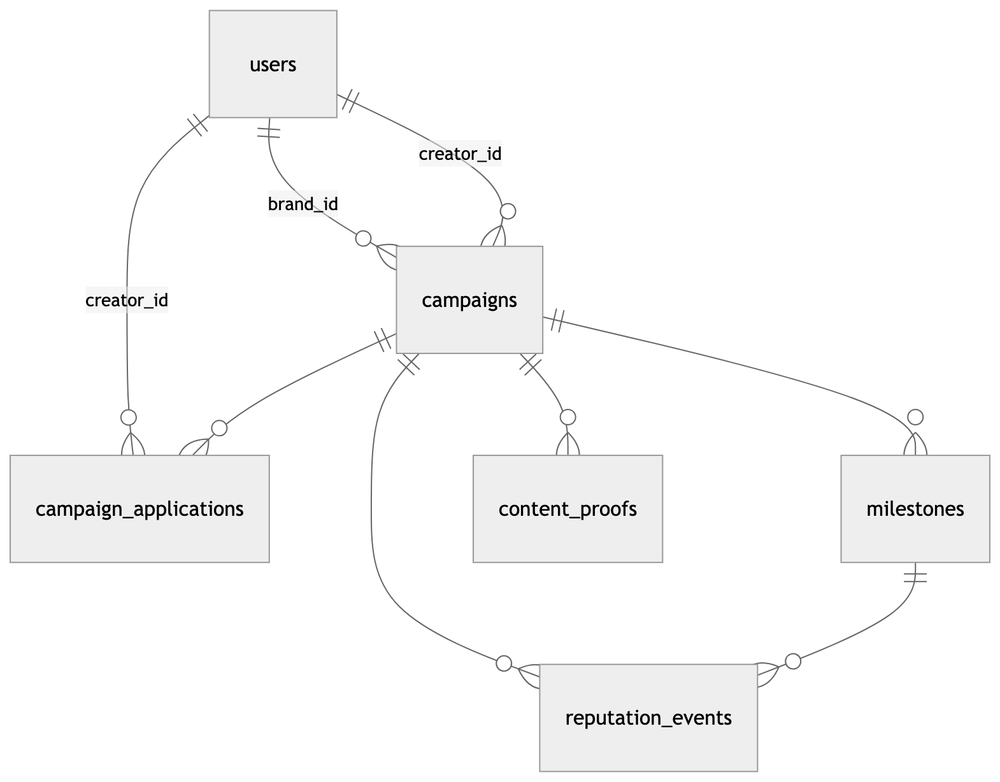 users
creator_id
brand_id
campaigns
creator_id
campaign_applications
content_proofs
milestones
reputation_events